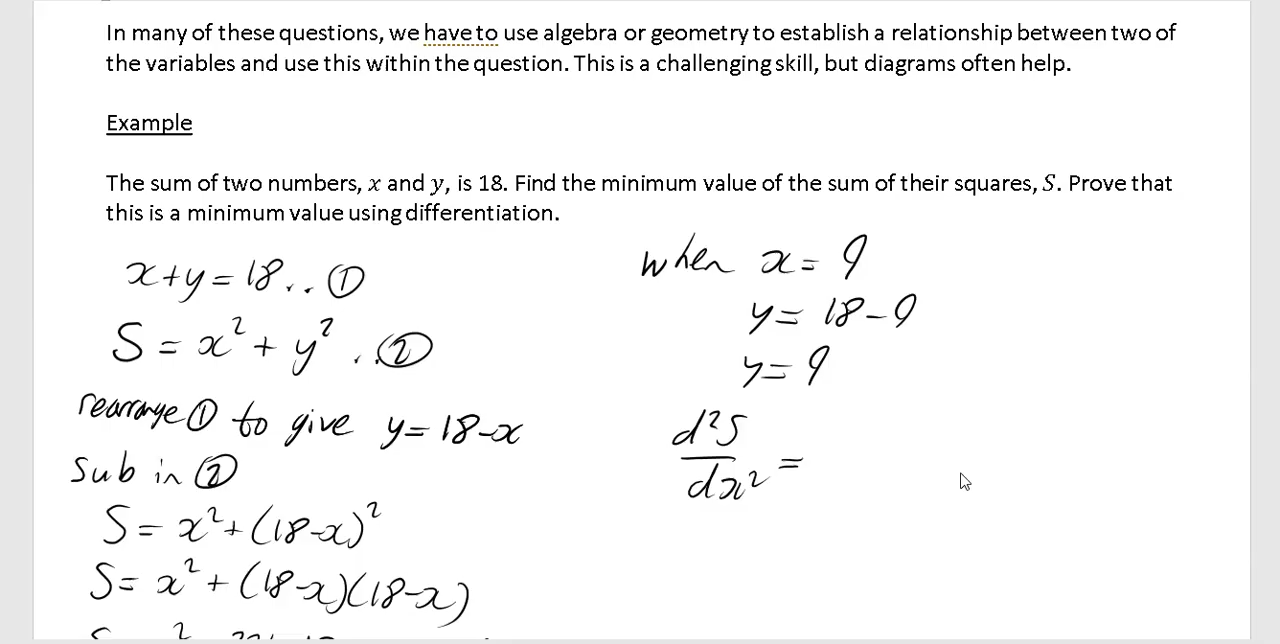 In many of these questions, we have to use algebra or geometry to establish a relationship between two of
the variables and use this within the question. This is a challenging skill, but diagrams often help.
Example
The sum of two numbers, x and y, is 18. Find the minimum value of the sum of their squares, S. Prove that
this is a minimum value using differentiation.
x+y=18..①
S = x² + y² ..②
rearrange ① to give y=18-x
Sub in ②
S = x² + (18-x)²
S= x² + (18-x)(18-x)
when x = 9
y= 18-9
y= 9
d²S
dx² =